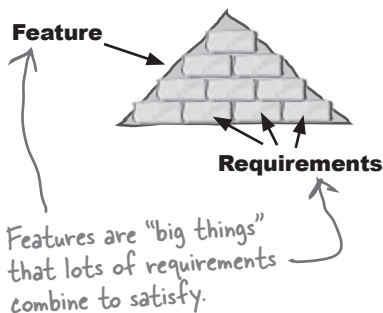 Feature
Requirements
Features are “big things”
that lots of requirements
combine to satisfy.